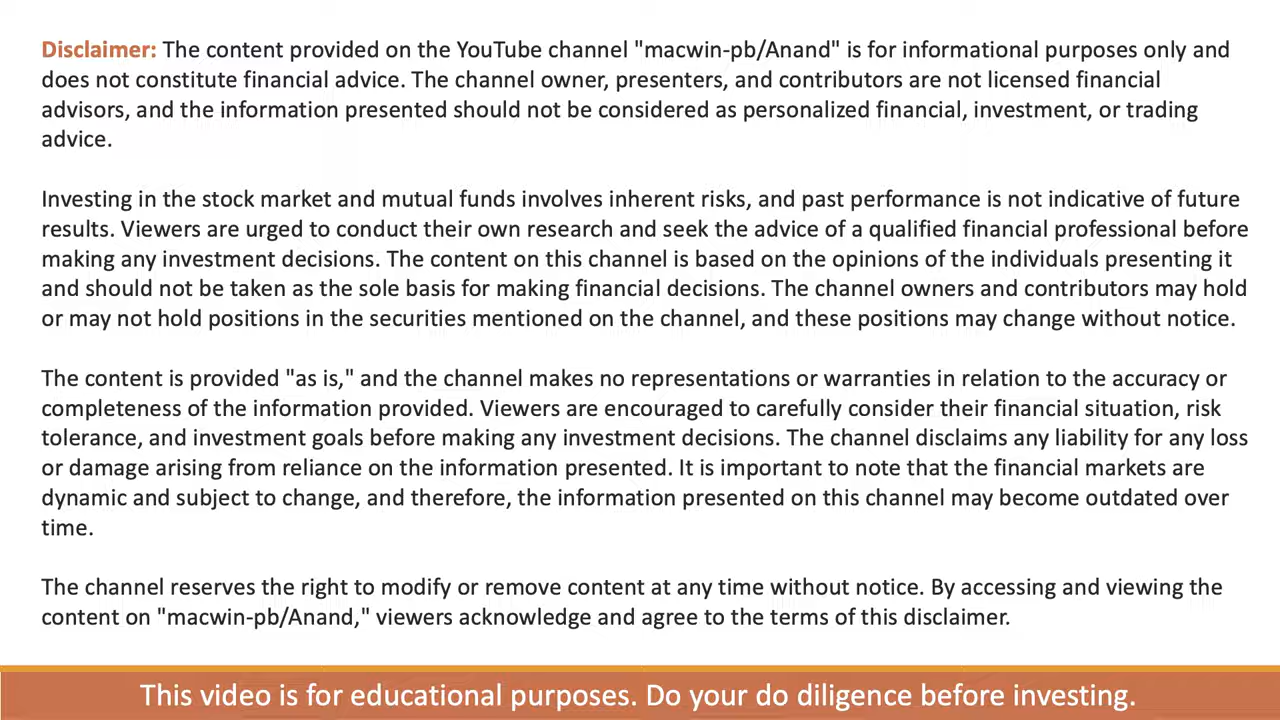 Disclaimer: The content provided on the YouTube channel "macwin-pb/Anand" is for informational purposes only and
does not constitute financial advice. The channel owner, presenters, and contributors are not licensed financial
advisors, and the information presented should not be considered as personalized financial, investment, or trading
advice.
Investing in the stock market and mutual funds involves inherent risks, and past performance is not indicative of future
results. Viewers are urged to conduct their own research and seek the advice of a qualified financial professional before
making any investment decisions. The content on this channel is based on the opinions of the individuals presenting it
and should not be taken as the sole basis for making financial decisions. The channel owners and contributors may hold
or may not hold positions in the securities mentioned on the channel, and these positions may change without notice.
The content is provided "as is," and the channel makes no representations or warranties in relation to the accuracy or
completeness of the information provided. Viewers are encouraged to carefully consider their financial situation, risk
tolerance, and investment goals before making any investment decisions. The channel disclaims any liability for any loss
or damage arising from reliance on the information presented. It is important to note that the financial markets are
dynamic and subject to change, and therefore, the information presented on this channel may become outdated over
time.
The channel reserves the right to modify or remove content at any time without notice. By accessing and viewing the
content on "macwin-pb/Anand," viewers acknowledge and agree to the terms of this disclaimer.
This video is for educational purposes. Do your do diligence before investing.